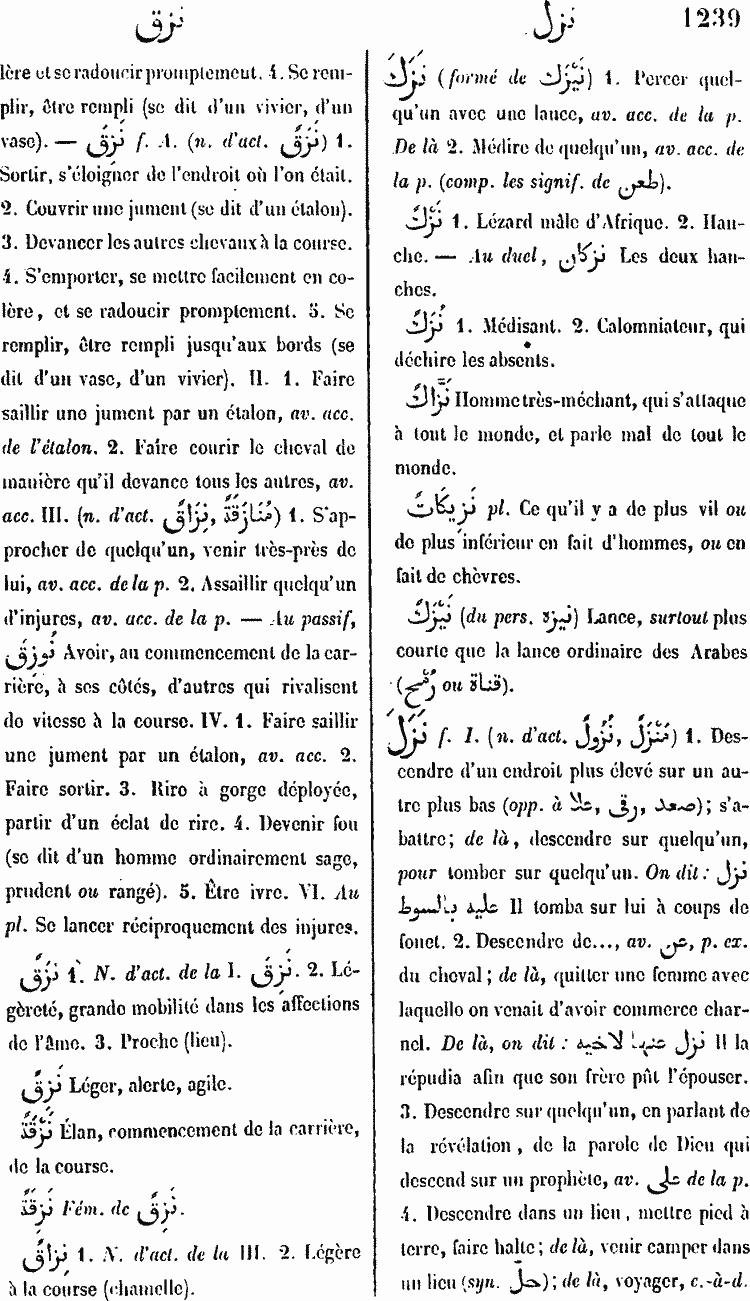 نزق
نزل
1239
lère et se radoucir promptement. 4. Se rem-
plir, être rempli (se dit d'un vivier, d'un
vase). — نَزِقَ f. A. (n. d'act. نَزَقٌ) 1.
Sortir, s'éloigner de l'endroit où l'on était.
2. Couvrir une jument (se dit d'un étalon).
3. Devancer les autres chevaux à la course.
4. S'emporter, se mettre facilement en co-
lère, et se radoucir promptement. 5. Se
remplir, être rempli jusqu'aux bords (se
dit d'un vase, d'un vivier). II. 1. Faire
saillir une jument par un étalon, av. acc.
de l'étalon. 2. Faire courir le cheval de
manière qu'il devance tous les autres, av.
acc. III. (n. d'act. نِزَاقٌ, مُنَازَقَةٌ) 1. S'ap-
procher de quelqu'un, venir très-près de
lui, av. acc. de la p. 2. Assaillir quelqu'un
d'injures, av. acc. de la p. — Au passif,
نُوزِقَ Avoir, au commencement de la car-
rière, à ses côtés, d'autres qui rivalisent
de vitesse à la course. IV. 1. Faire saillir
une jument par un étalon, av. acc. 2.
Faire sortir. 3. Rire à gorge déployée,
partir d'un éclat de rire. 4. Devenir fou
(se dit d'un homme ordinairement sage,
prudent ou rangé). 5. Être ivre. VI. Au
pl. Se lancer réciproquement des injures.
نَزَقٌ 1. N. d'act. de la I. نَزِقَ. 2. Lé-
gèreté, grande mobilité dans les affections
de l'âme. 3. Proche (lieu).
نَزِقٌ Léger, alerte, agile.
نَزْقَةٌ Élan, commencement de la carrière,
de la course.
نَزِقَةٌ Fém. de نَزِقٌ.
نِزَاقٌ 1. N. d'act. de la III. 2. Légère
à la course (chamelle).
نَزَكَ (formé de نَيْزَك) 1. Percer quel-
qu'un avec une lance, av. acc. de la p.
De là 2. Médire de quelqu'un, av. acc. de
la p. (comp. les signif. de طعن).
نَزْكٌ 1. Lézard mâle d'Afrique. 2. Han-
che. — Au duel, نزكان Les deux han-
ches.
نُزَكٌ 1. Médisant. 2. Calomniateur, qui
déchire les absents.
نَزَّاكٌ Homme très-méchant, qui s'attaque
à tout le monde, et parle mal de tout le
monde.
نَزِيكَاتٌ pl. Ce qu'il y a de plus vil ou
de plus inférieur en fait d'hommes, ou en
fait de chèvres.
نَيْزَكٌ (du pers. نيزه) Lance, surtout plus
courte que la lance ordinaire des Arabes
(رُمْح ou قناة).
نَزَلَ f. I. (n. d'act. نُزُولٌ, مَنْزَلٌ) 1. Des-
cendre d'un endroit plus élevé sur un au-
tre plus bas (opp. à صعد, رقى, علا); s'a-
battre; de là, descendre sur quelqu'un,
pour tomber sur quelqu'un. On dit : نزل
عليه بالسوط Il tomba sur lui à coups de
fouet. 2. Descendre de..., av. عن, p. ex.
du cheval; de là, quitter une femme avec
laquelle on venait d'avoir commerce char-
nel. De là, on dit : نزل عنها لاخيه Il la
répudia afin que son frère pût l'épouser.
3. Descendre sur quelqu'un, en parlant de
la révélation, de la parole de Dieu qui
descend sur un prophète, av. على de la p.
4. Descendre dans un lieu, mettre pied à
terre, faire halte; de là, venir camper dans
un lieu (syn. حلّ); de là, voyager, c.-à-d.